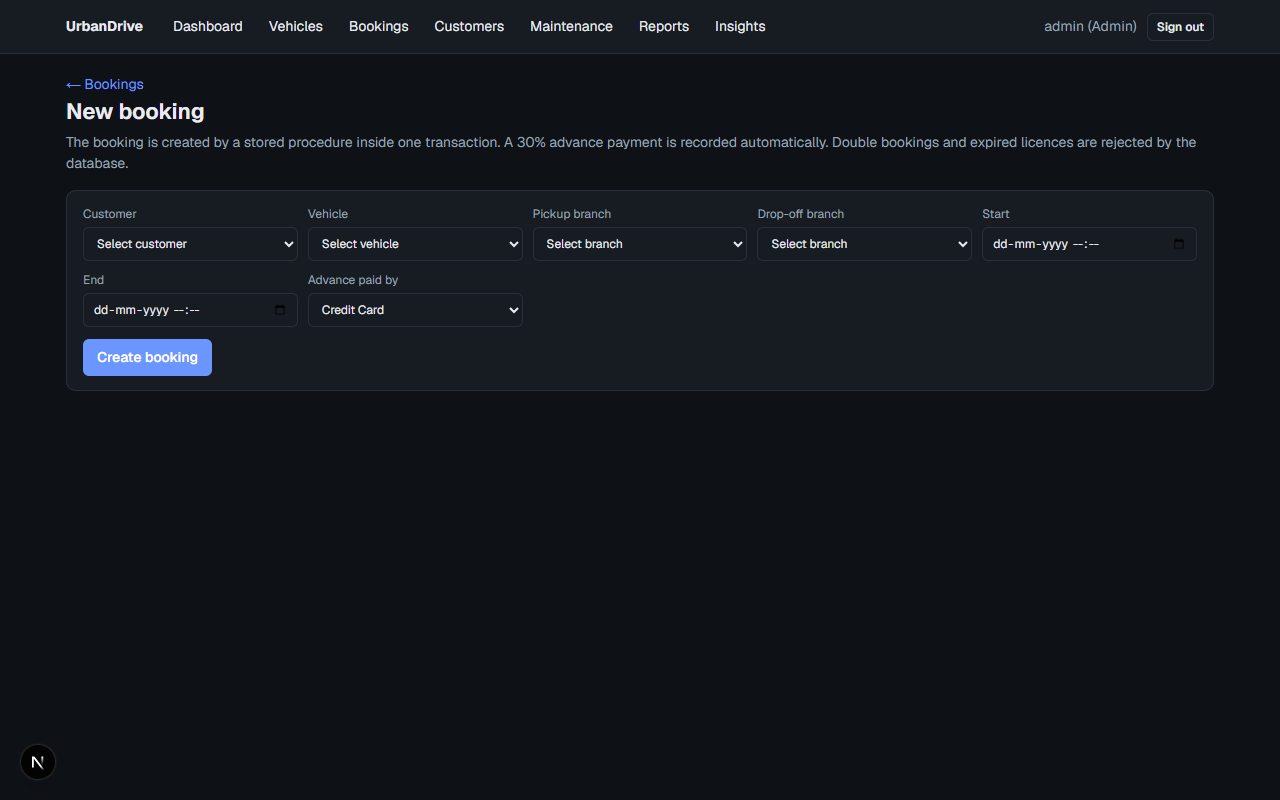 UrbanDrive Dashboard Vehicles Bookings Customers Maintenance Reports Insights admin (Admin) Sign out
← Bookings
New booking
The booking is created by a stored procedure inside one transaction. A 30% advance payment is recorded automatically. Double bookings and expired licences are rejected by the
database.
Customer Vehicle Pickup branch Drop-off branch Start
Select customer Select vehicle Select branch Select branch dd-mm-yyyy --:--
End Advance paid by
dd-mm-yyyy --:-- Credit Card
Create booking
N